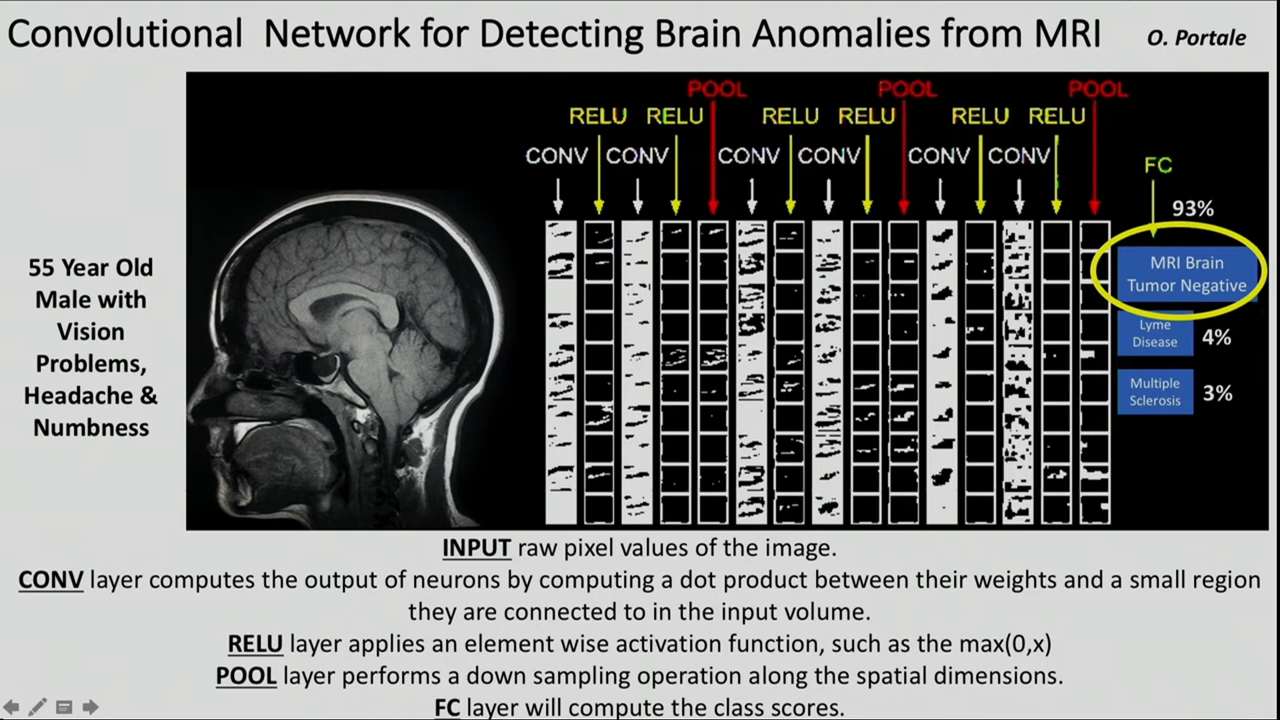 Convolutional Network for Detecting Brain Anomalies from MRI
O. Portale
POOL POOL POOL
RELU RELU RELU RELU RELU RELU
CONV CONV CONV CONV CONV CONV
FC
93%
MRI Brain
Tumor Negative
Lyme
Disease
4%
Multiple
Sclerosis
3%
55 Year Old
Male with
Vision
Problems,
Headache &
Numbness
INPUT raw pixel values of the image.
CONV layer computes the output of neurons by computing a dot product between their weights and a small region
they are connected to in the input volume.
RELU layer applies an element wise activation function, such as the max(0,x)
POOL layer performs a down sampling operation along the spatial dimensions.
FC layer will compute the class scores.